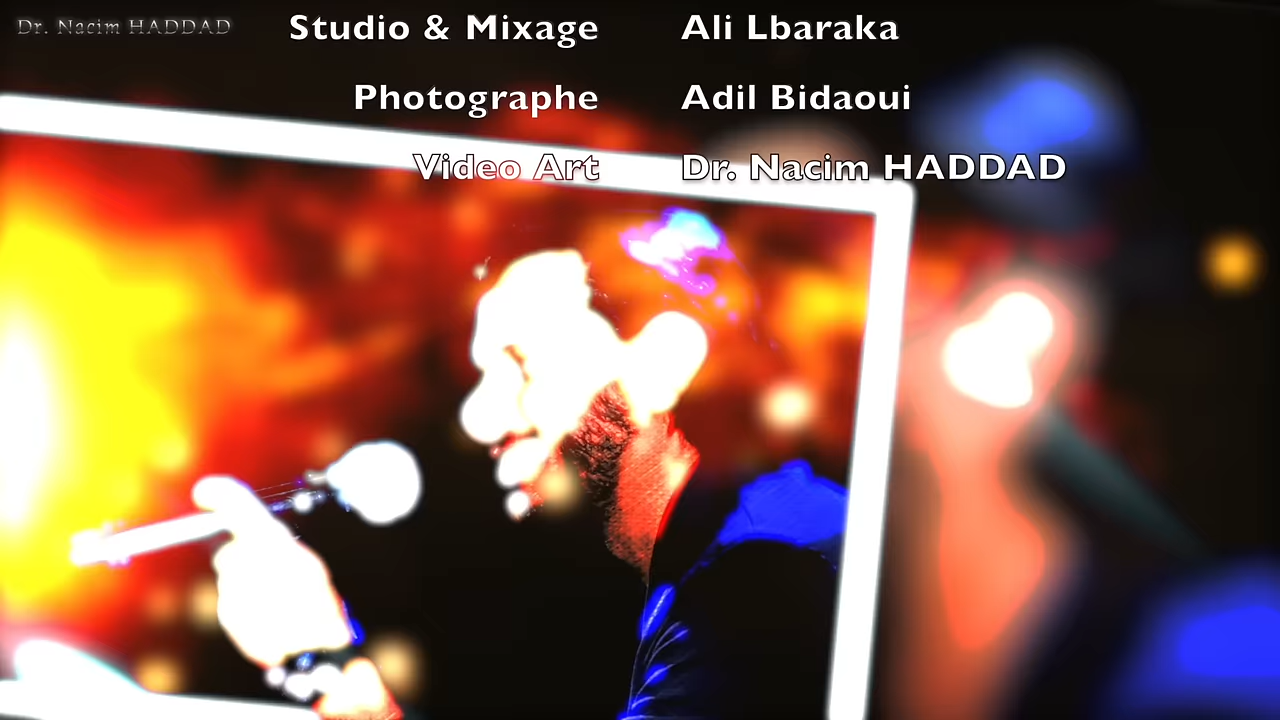 Dr. Nacim HADDAD
Studio & Mixage Ali Lbaraka
Photographe Adil Bidaoui
Video Art Dr. Nacim HADDAD